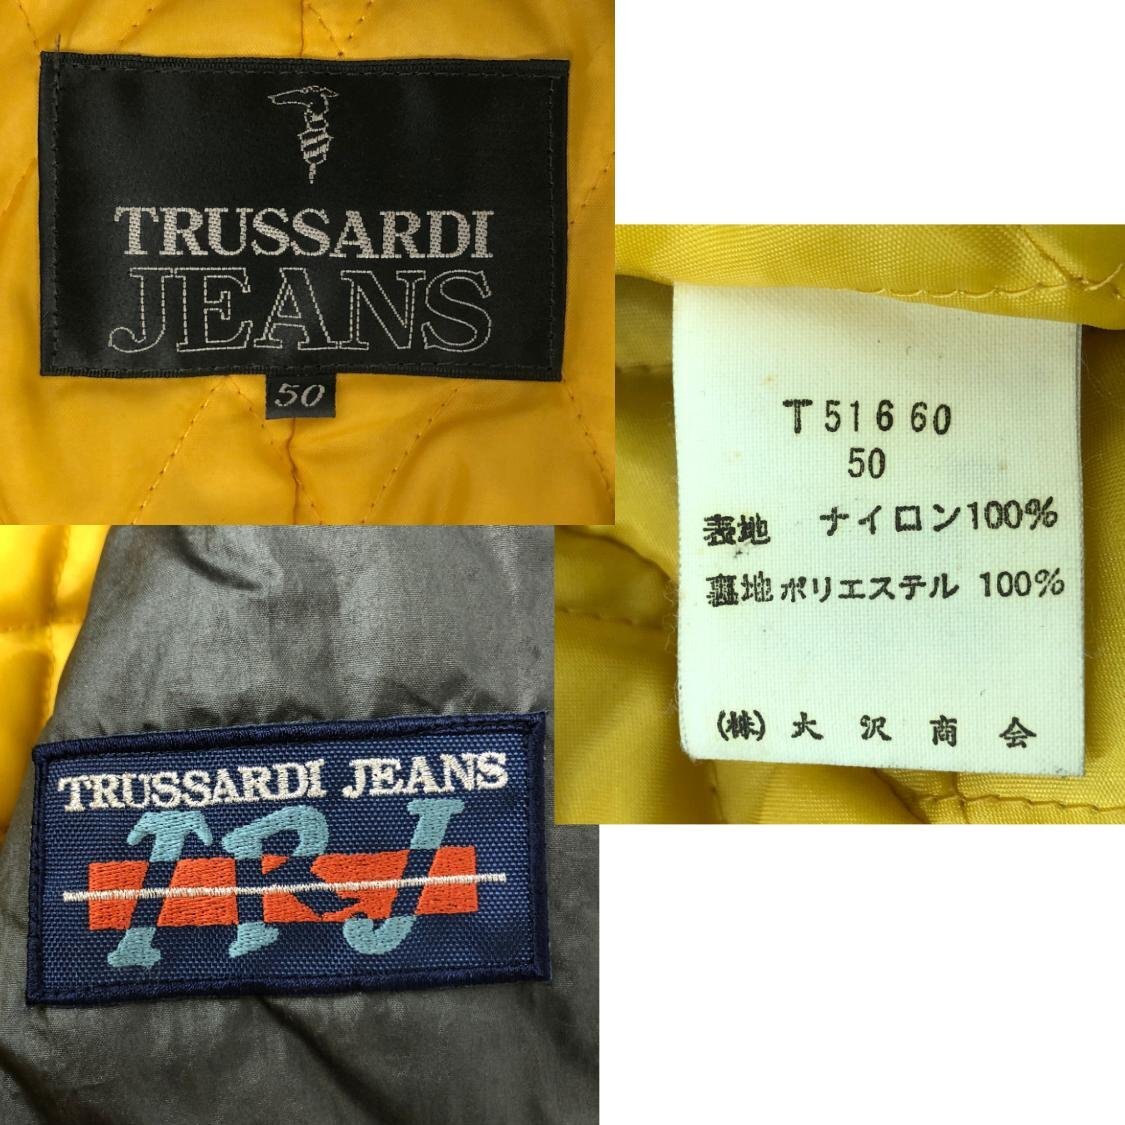 TRUSSARDI
JEANS
50
T51660
50
表地 ナイロン100%
裏地 ポリエステル 100%
(株) 大沢商会
TRUSSARDI JEANS
TRJ